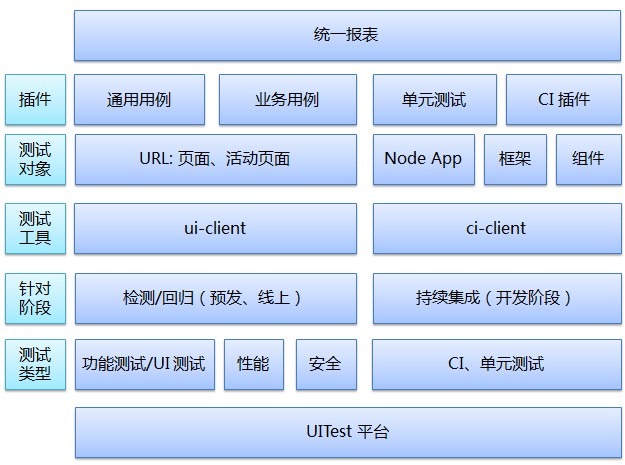 统一报表
插件
通用用例
业务用例
单元测试
CI 插件
测试
对象
URL: 页面、活动页面
Node App
框架
组件
测试
工具
ui-client
ci-client
针对
阶段
检测/回归（预发、线上）
持续集成（开发阶段）
测试
类型
功能测试/UI 测试
性能
安全
CI、单元测试
UITest 平台